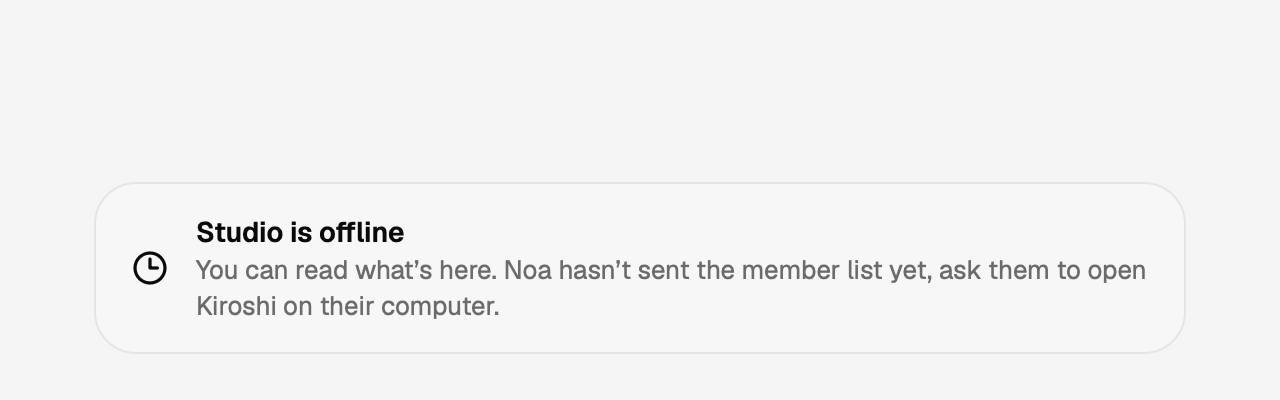 Studio is offline
You can read what’s here. Noa hasn’t sent the member list yet, ask them to open
Kiroshi on their computer.